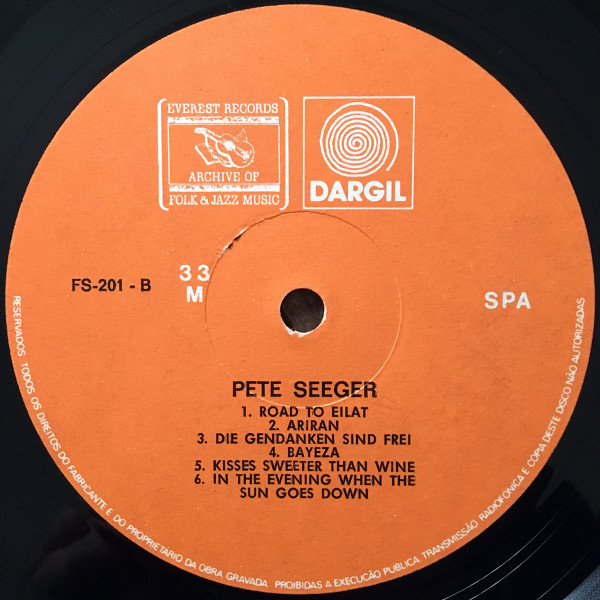 EVEREST RECORDS
ARCHIVE OF
FOLK & JAZZ MUSIC
DARGIL
FS-201 - B
33
M
SPA
PETE SEEGER
1. ROAD TO EILAT
2. ARIRAN
3. DIE GENDANKEN SIND FREI
4. BAYEZA
5. KISSES SWEETER THAN WINE
6. IN THE EVENING WHEN THE
SUN GOES DOWN
RESERVADOS TODOS OS DIREITOS DO FABRICANTE E DO PROPRIETARIO DA OBRA GRAVADA PROIBIDAS A EXECUÇÃO PUBLICA TRANSMISSÃO RADIOFÓNICA E COPIA DESTE DISCO NÃO AUTORIZADAS